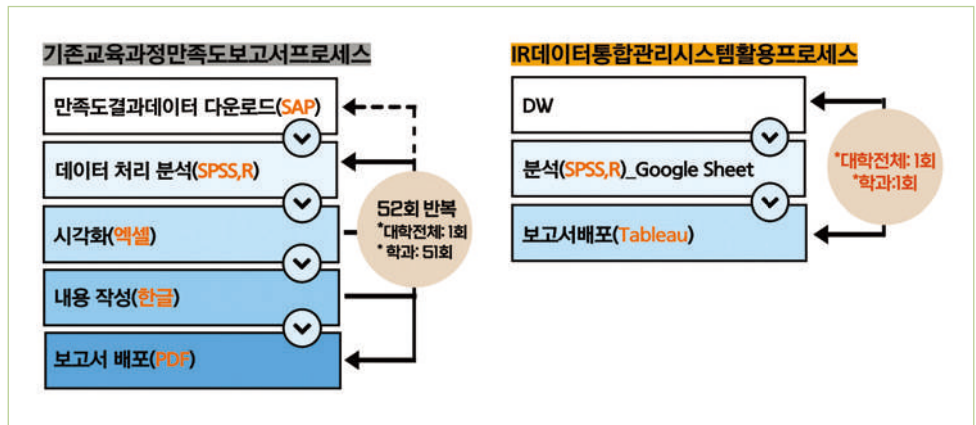 기존교육과정만족도보고서프로세스
만족도결과데이터 다운로드(SAP)
데이터 처리 분석(SPSS,R)
시각화(엑셀)
내용 작성(한글)
보고서 배포(PDF)
52회 반복
*대학전체: 1회
* 학과: 51회
IR데이터통합관리시스템활용프로세스
DW
분석(SPSS,R)_Google Sheet
보고서배포(Tableau)
*대학전체: 1회
*학과:1회